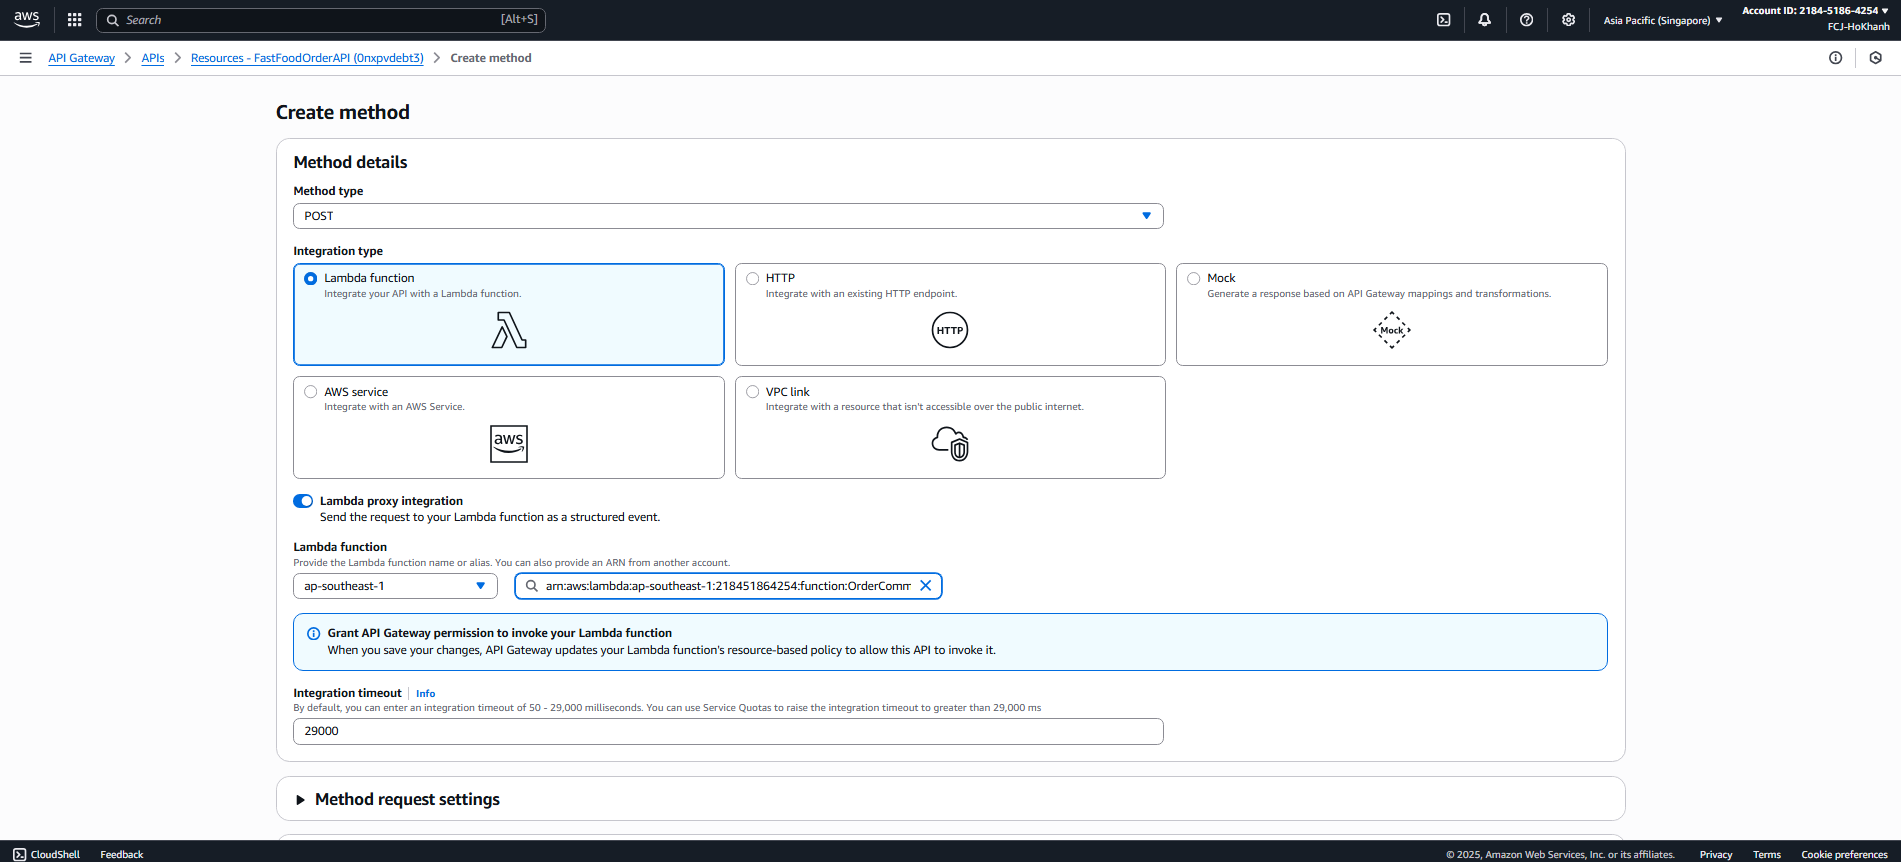 aws
Search
[Alt+S]
Asia Pacific (Singapore)
Account ID: 2184-5186-4254
FCJ-HoKhanh
API Gateway
APIs
Resources - FastFoodOrderAPI (0nxpvdebt3)
Create method
Create method
Method details
Method type
POST
Integration type
Lambda function
Integrate your API with a Lambda function.
HTTP
Integrate with an existing HTTP endpoint.
HTTP
Mock
Generate a response based on API Gateway mappings and transformations.
Mock
AWS service
Integrate with an AWS Service.
aws
VPC link
Integrate with a resource that isn't accessible over the public internet.
Lambda proxy integration
Send the request to your Lambda function as a structured event.
Lambda function
Provide the Lambda function name or alias. You can also provide an ARN from another account.
ap-southeast-1
arn:aws:lambda:ap-southeast-1:218451864254:function:OrderComm
Grant API Gateway permission to invoke your Lambda function
When you save your changes, API Gateway updates your Lambda function's resource-based policy to allow this API to invoke it.
Integration timeout
Info
By default, you can enter an integration timeout of 50 - 29,000 milliseconds. You can use Service Quotas to raise the integration timeout to greater than 29,000 ms
29000
Method request settings
CloudShell
Feedback
© 2025, Amazon Web Services, Inc. or its affiliates.
Privacy
Terms
Cookie preferences